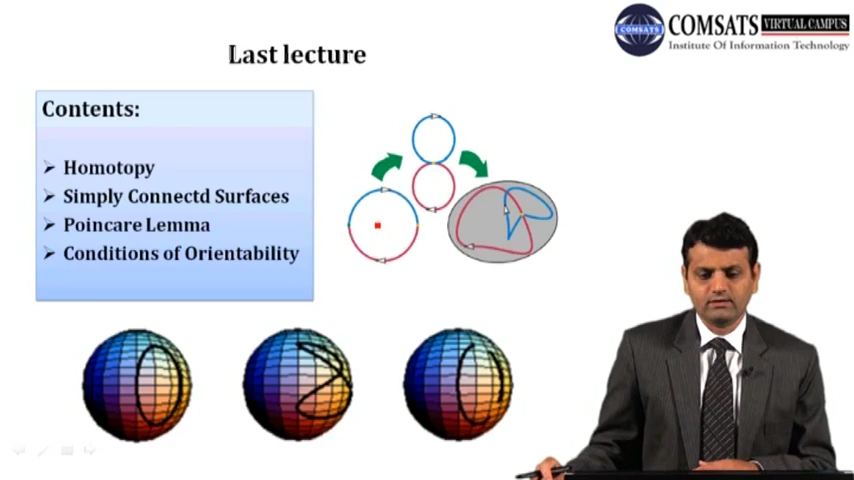 Last lecture
COMSATS VIRTUAL CAMPUS
Institute Of Information Technology
COMSATS
Contents:
➢ Homotopy
➢ Simply Connectd Surfaces
➢ Poincare Lemma
➢ Conditions of Orientability